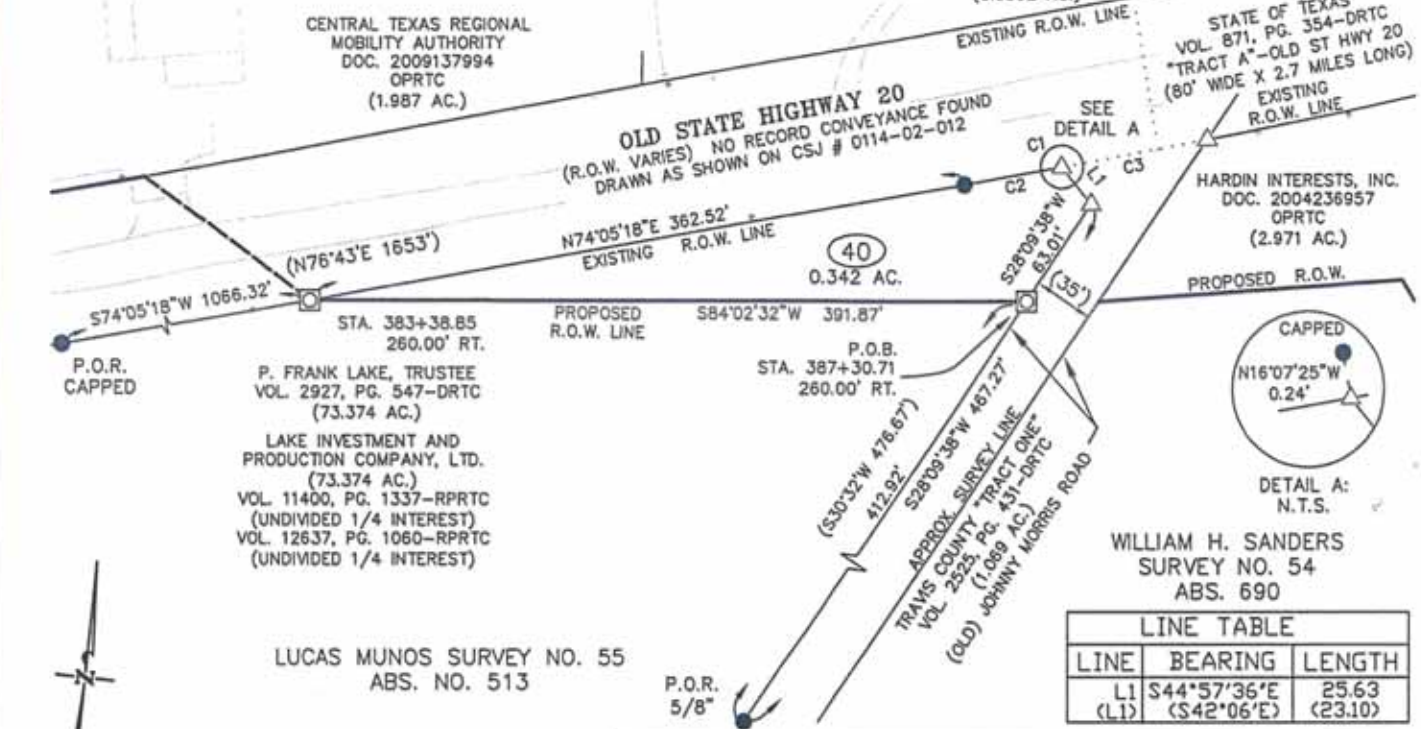 CENTRAL TEXAS REGIONAL
MOBILITY AUTHORITY
DOC. 2009137994
OPRTC
(1.987 AC.)
EXISTING R.O.W. LINE
STATE OF TEXAS
VOL. 871, PG. 354-DRTC
"TRACT A"-OLD ST HWY 20
(80' WIDE X 2.7 MILES LONG)
EXISTING
R.O.W. LINE
OLD STATE HIGHWAY 20
(R.O.W. VARIES) NO RECORD CONVEYANCE FOUND
DRAWN AS SHOWN ON CSJ # 0114-02-012
SEE
DETAIL A
C1
C2
L1
C3
HARDIN INTERESTS, INC.
DOC. 2004236957
OPRTC
(2.971 AC.)
(N76°43'E 1653')
N74°05'18"E 362.52'
EXISTING R.O.W. LINE
40
0.342 AC.
S28°09'38"W
63.01'
(35')
PROPOSED R.O.W.
S74°05'18"W 1066.32'
P.O.R.
CAPPED
STA. 383+38.85
260.00' RT.
PROPOSED
R.O.W. LINE
S84°02'32"W 391.87'
P.O.B.
STA. 387+30.71
260.00' RT.
CAPPED
N16°07'25"W
0.24'
DETAIL A:
N.T.S.
P. FRANK LAKE, TRUSTEE
VOL. 2927, PG. 547-DRTC
(73.374 AC.)
LAKE INVESTMENT AND
PRODUCTION COMPANY, LTD.
(73.374 AC.)
VOL. 11400, PG. 1337-RPRTC
(UNDIVIDED 1/4 INTEREST)
VOL. 12637, PG. 1060-RPRTC
(UNDIVIDED 1/4 INTEREST)
(S30°32'W 476.67')
412.92'
S28°09'38"W 467.27'
APPROX. SURVEY LINE
TRAVIS COUNTY "TRACT ONE"
VOL. 2525, PG. 431-DRTC
(1.069 AC.)
(OLD) JOHNNY MORRIS ROAD
WILLIAM H. SANDERS
SURVEY NO. 54
ABS. 690
N
LUCAS MUNOS SURVEY NO. 55
ABS. NO. 513
P.O.R.
5/8"
LINE TABLE
LINE BEARING LENGTH
L1 S44°57'36"E 25.63
(L1) (S42°06'E) (23.10)